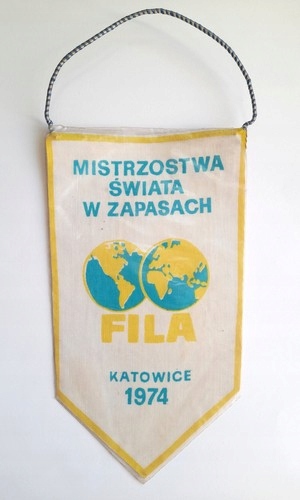 MISTRZOSTWA
ŚWIATA
W ZAPASACH
FILA
KATOWICE
1974